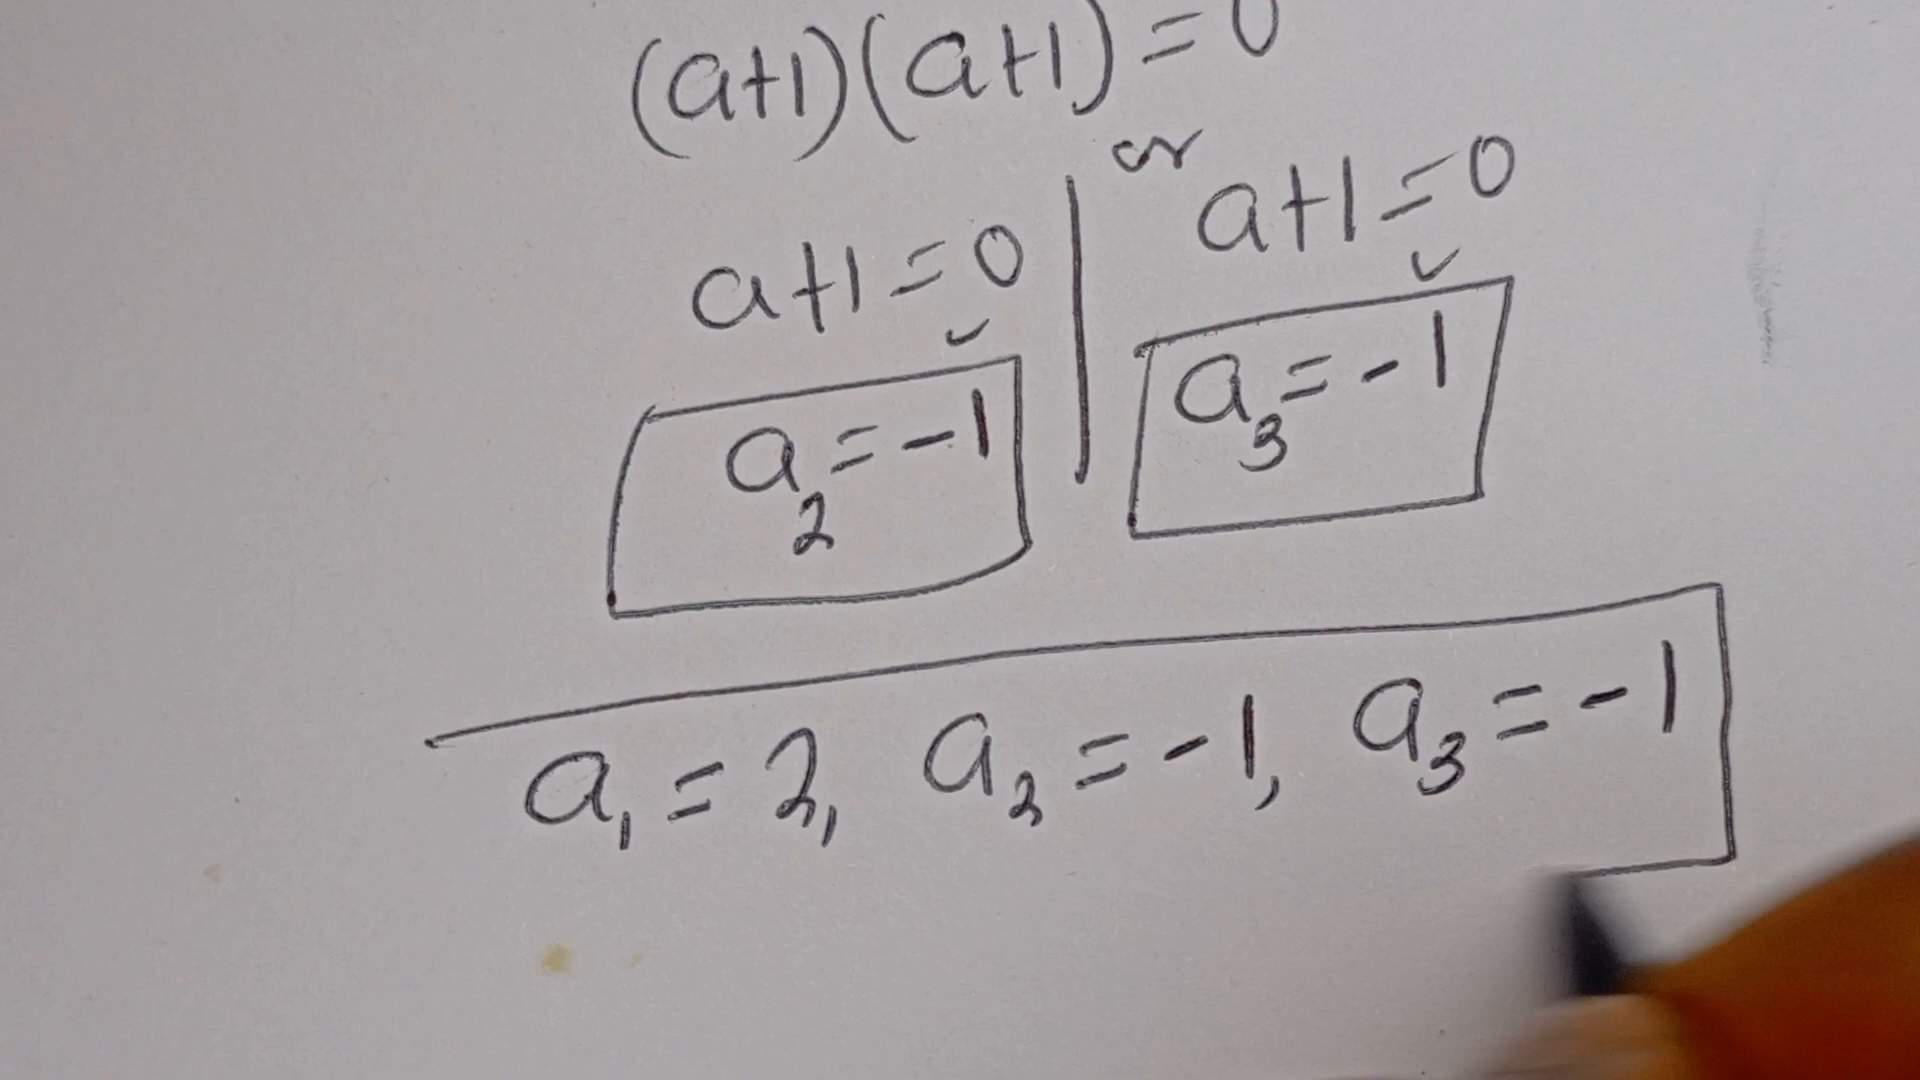 (a+1)(a+1)=0
or
a+1=0 | a+1=0
a₂=-1 a₃=-1
a₁=2, a₂=-1, a₃=-1